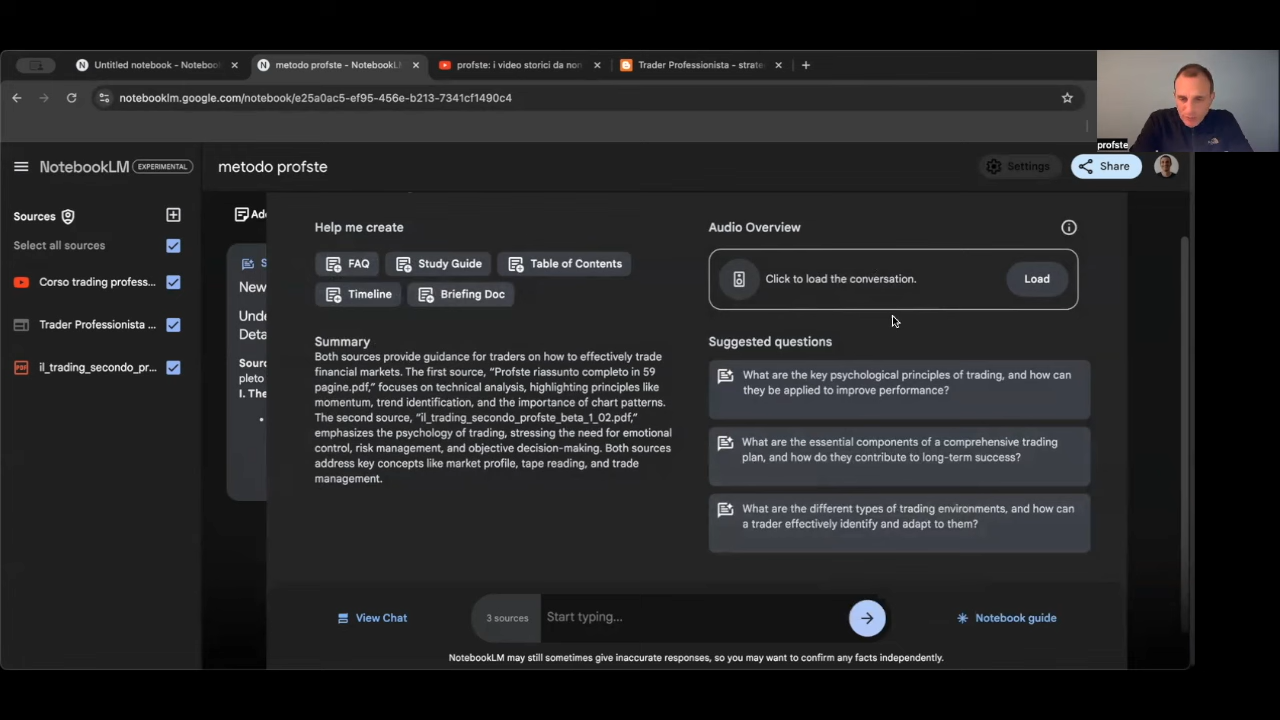 Untitled notebook - Notebook
metodo profste - NotebookLM
profste: i video storici da non
Trader Professionista - strate
notebooklm.google.com/notebook/e25a0ac5-ef95-456e-b213-7341cf1490c4
profste
NotebookLM
EXPERIMENTAL
metodo profste
Settings
Share
Sources
Select all sources
Corso trading profess...
Trader Professionista ...
il_trading_secondo_pr...
Ad
S
New
Unde
Deta
Sourc
pleto
I. The
Help me create
FAQ
Study Guide
Table of Contents
Timeline
Briefing Doc
Summary
Both sources provide guidance for traders on how to effectively trade
financial markets. The first source, "Profste riassunto completo in 59
pagine.pdf," focuses on technical analysis, highlighting principles like
momentum, trend identification, and the importance of chart patterns.
The second source, "il_trading_secondo_profste_beta_1_02.pdf,"
emphasizes the psychology of trading, stressing the need for emotional
control, risk management, and objective decision-making. Both sources
address key concepts like market profile, tape reading, and trade
management.
Audio Overview
Click to load the conversation.
Load
Suggested questions
What are the key psychological principles of trading, and how can
they be applied to improve performance?
What are the essential components of a comprehensive trading
plan, and how do they contribute to long-term success?
What are the different types of trading environments, and how can
a trader effectively identify and adapt to them?
View Chat
3 sources
Start typing...
Notebook guide
NotebookLM may still sometimes give inaccurate responses, so you may want to confirm any facts independently.